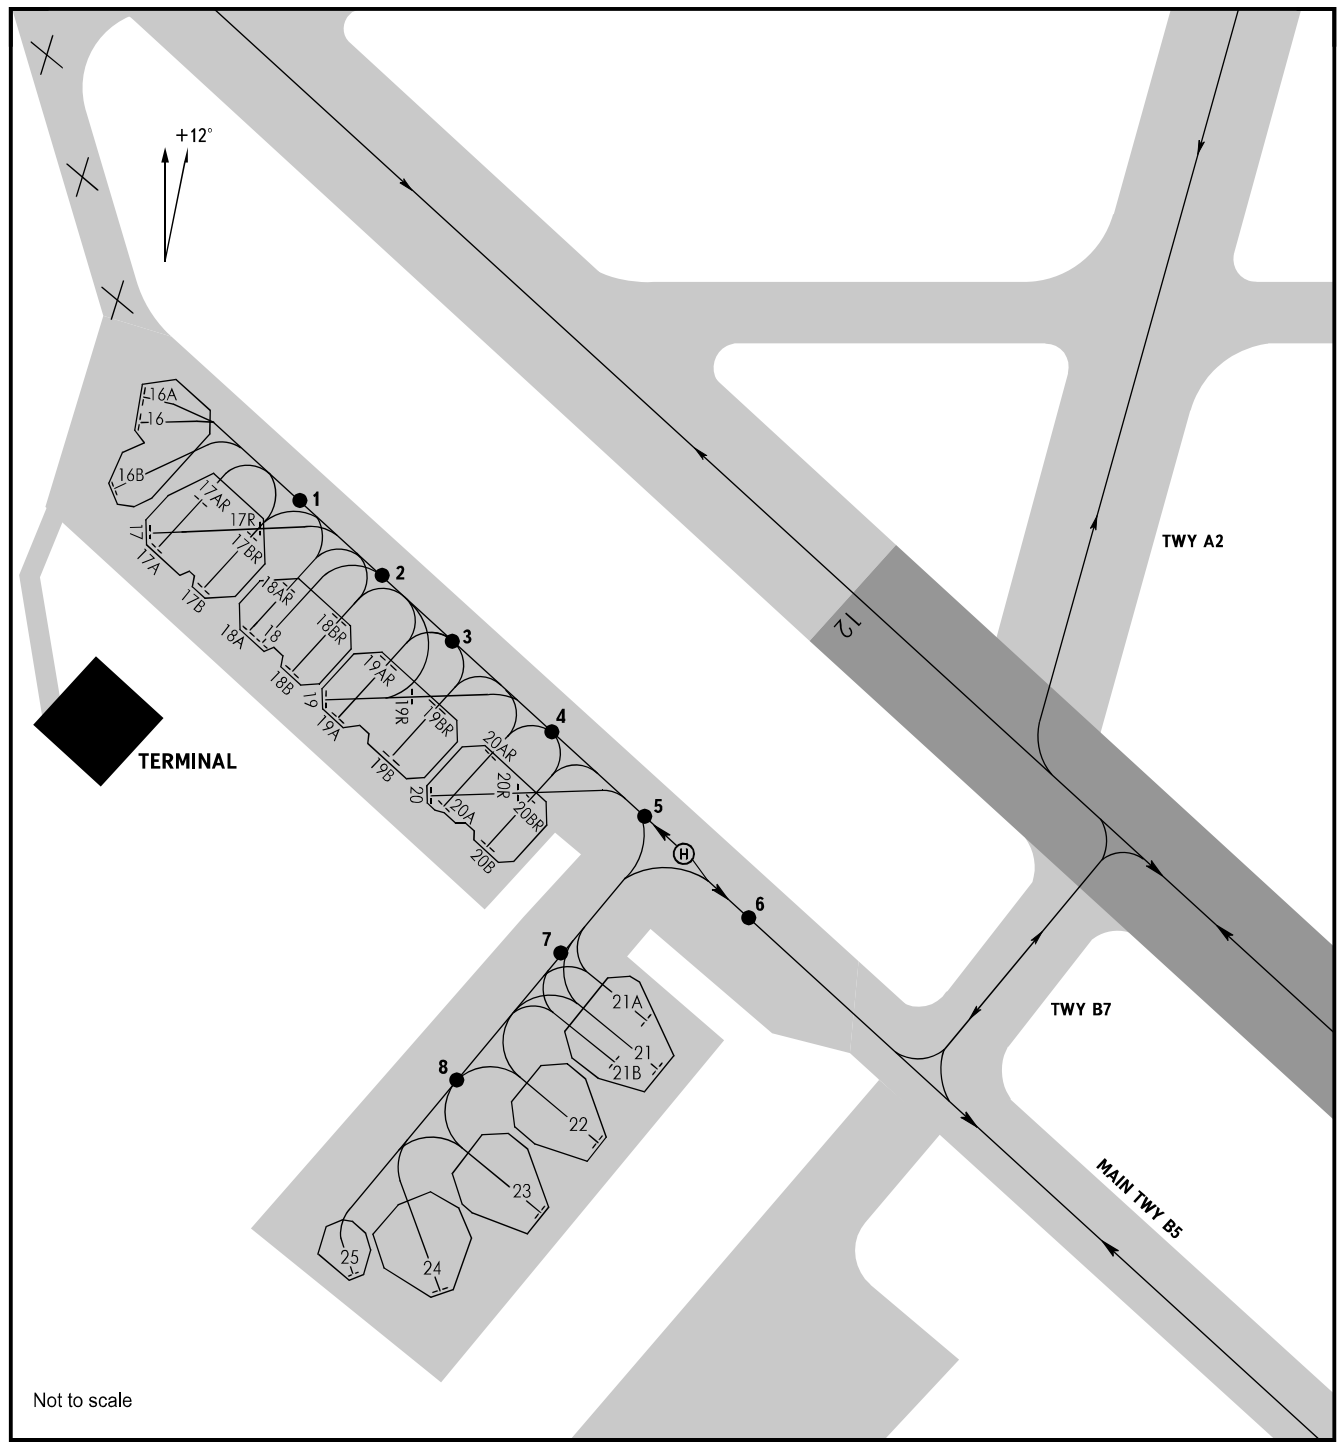 +12°
16A
16
16B
17AR
17R
17
17BR
17A
17B
1
2
18AR
18BR
18A
18
18B
3
19AR
19
19R
19BR
19A
19B
4
20AR
20R
20
20A
20BR
20B
5
H
6
7
8
21A
21
21B
22
23
24
25
12
TWY A2
TWY B7
MAIN TWY B5
TERMINAL
Not to scale